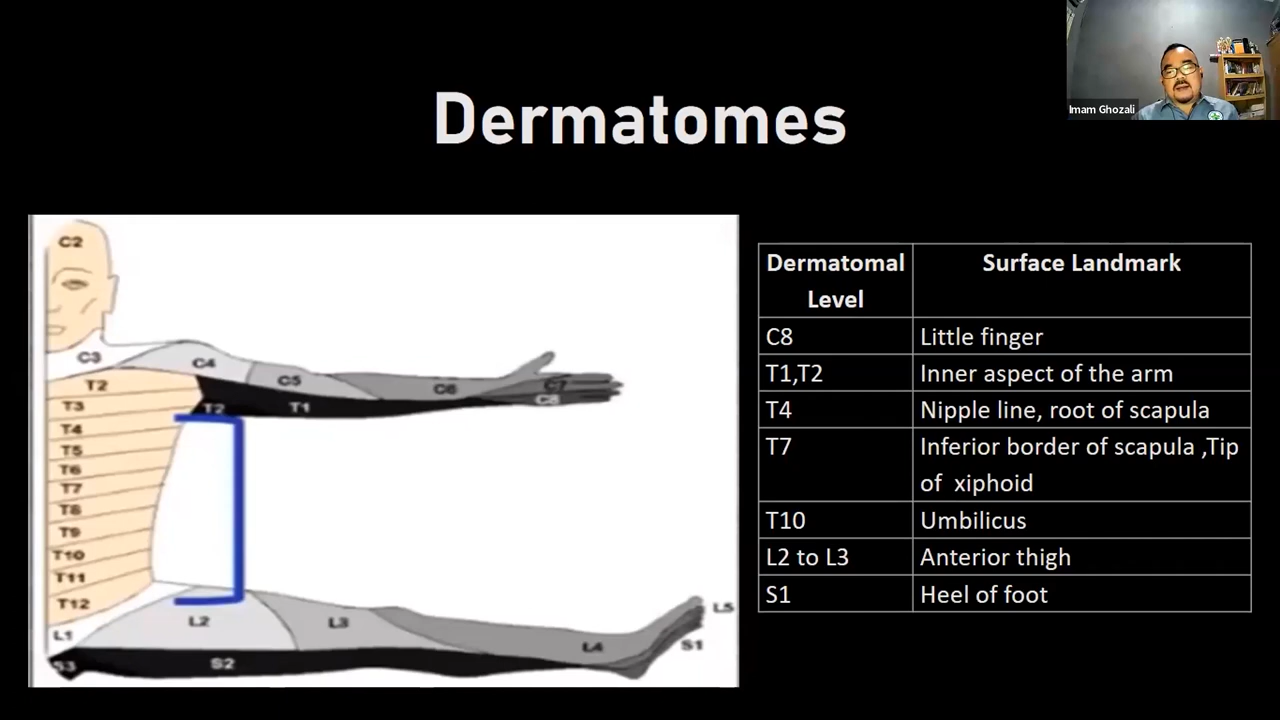 Imam Ghozali
Dermatomes
C2
C3
C4
C5
C6
C7
C8
T2
T2
T1
T3
T4
T5
T6
T7
T8
T9
T10
T11
T12
L1
L2
L3
L4
L5
S1
S2
S3
Dermatomal Surface Landmark
Level
C8 Little finger
T1,T2 Inner aspect of the arm
T4 Nipple line, root of scapula
T7 Inferior border of scapula ,Tip
of xiphoid
T10 Umbilicus
L2 to L3 Anterior thigh
S1 Heel of foot